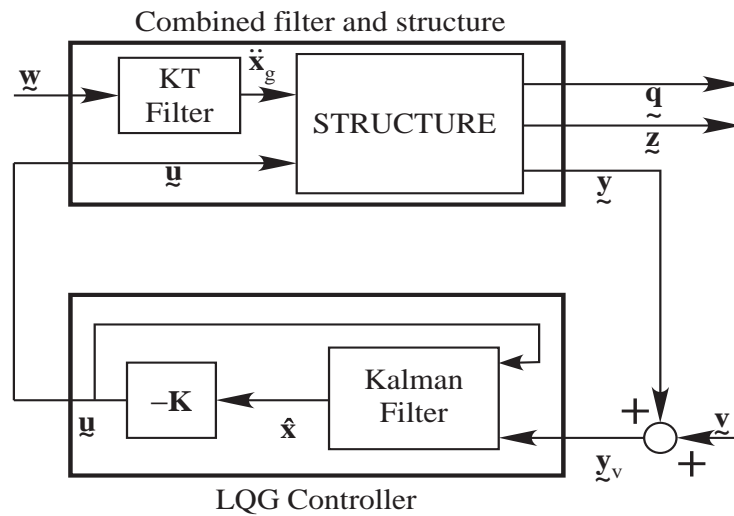 Combined filter and structure
w
KT
Filter
ẍg
STRUCTURE
q
z
u
y
–K
Kalman
Filter
u
x̂
yv
v
+
+
LQG Controller